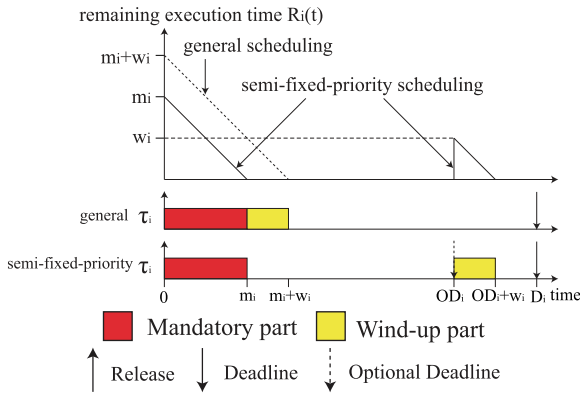 remaining execution time Ri(t)
general scheduling
mi+wi
semi-fixed-priority scheduling
mi
wi
general τi
semi-fixed-priority τi
0 mi mi+wi ODi ODi+wi Di time
Mandatory part Wind-up part
Release Deadline Optional Deadline